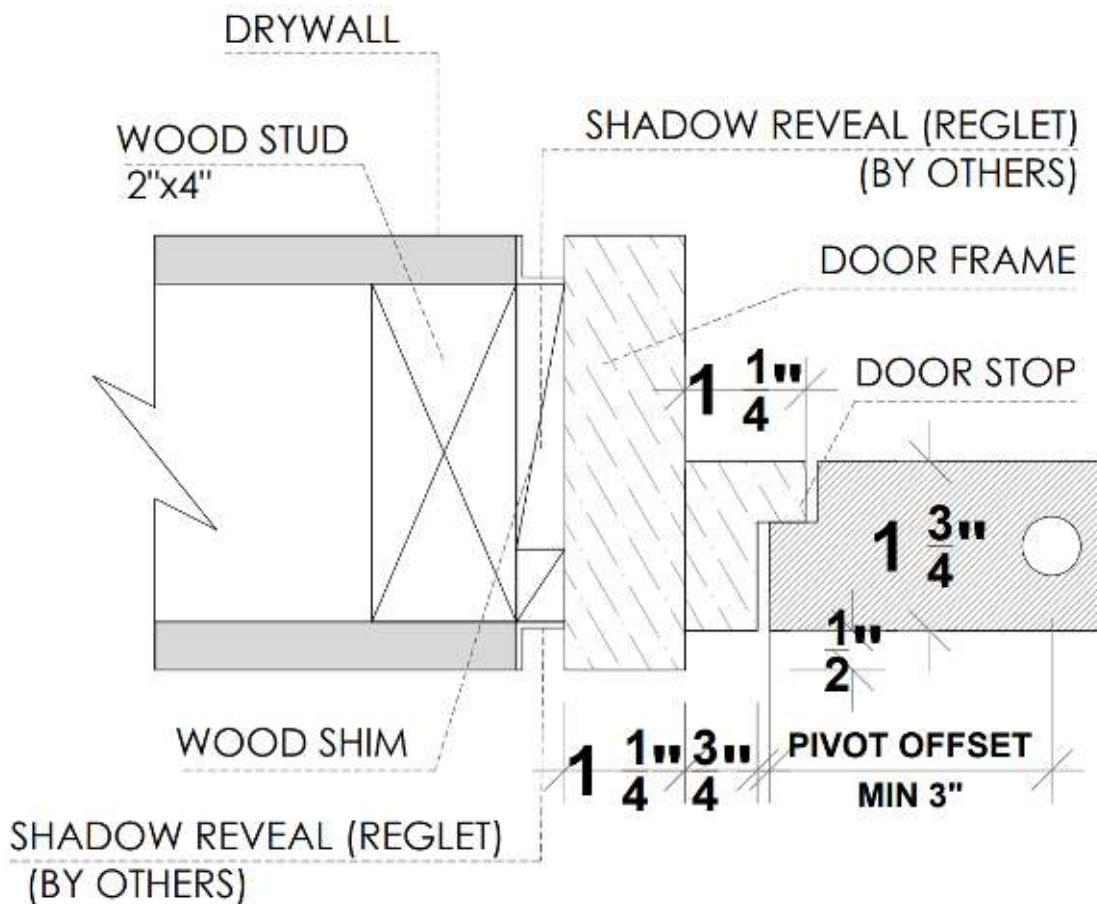 DRYWALL
WOOD STUD
2"x4"
SHADOW REVEAL (REGLET)
(BY OTHERS)
DOOR FRAME
1 1/4"
DOOR STOP
1 3/4"
1/2"
WOOD SHIM
1 1/4"
3/4"
PIVOT OFFSET
MIN 3"
SHADOW REVEAL (REGLET)
(BY OTHERS)